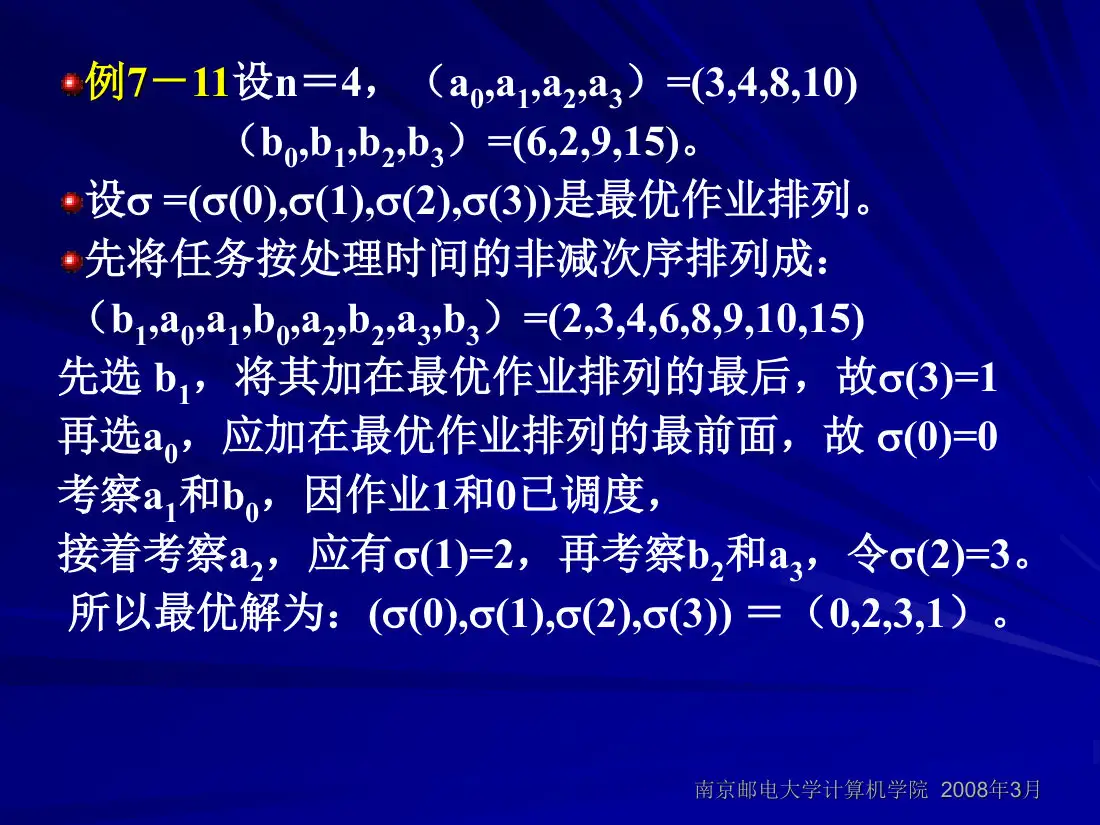 例7－11设n＝4，（a0,a1,a2,a3）=(3,4,8,10)
（b0,b1,b2,b3）=(6,2,9,15)。
设σ =(σ(0),σ(1),σ(2),σ(3))是最优作业排列。
先将任务按处理时间的非减次序排列成：
（b1,a0,a1,b0,a2,b2,a3,b3）=(2,3,4,6,8,9,10,15)
先选 b1，将其加在最优作业排列的最后，故σ(3)=1
再选a0，应加在最优作业排列的最前面，故 σ(0)=0
考察a1和b0，因作业1和0已调度，
接着考察a2，应有σ(1)=2，再考察b2和a3，令σ(2)=3。
所以最优解为：(σ(0),σ(1),σ(2),σ(3)) ＝（0,2,3,1）。
南京邮电大学计算机学院 2008年3月